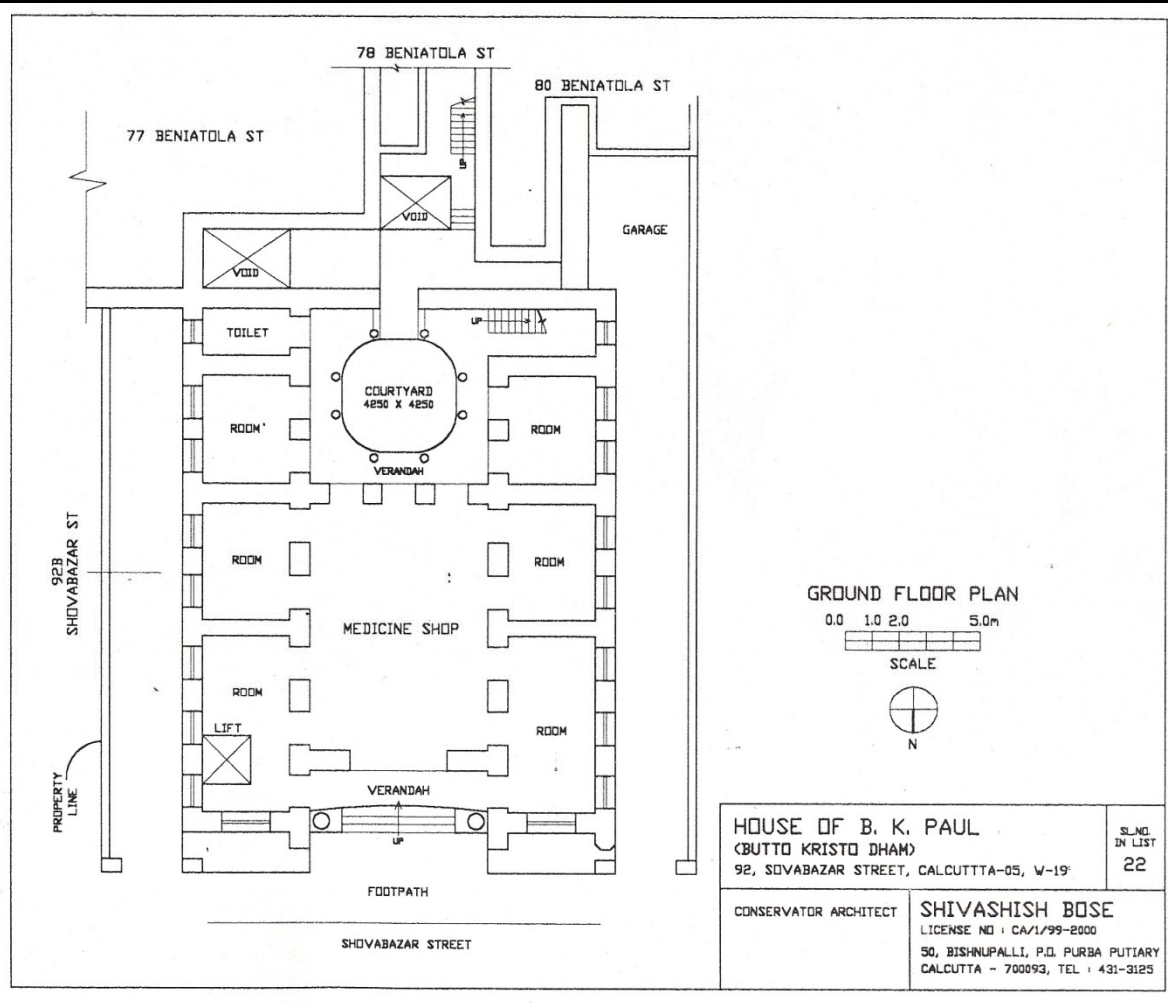 78 BENIATOLA ST
80 BENIATOLA ST
77 BENIATOLA ST
UP
VOID
GARAGE
VOID
TOILET
UP
COURTYARD
4250 X 4250
ROOM
ROOM
VERANDAH
92B
SHOVABAZAR ST
ROOM
ROOM
MEDICINE SHOP
ROOM
LIFT
ROOM
PROPERTY
LINE
VERANDAH
UP
FOOTPATH
SHOVABAZAR STREET
GROUND FLOOR PLAN
0.0 1.0 2.0 5.0m
SCALE
N
HOUSE OF B. K. PAUL
(BUTTO KRISTO DHAM)
92, SOVABAZAR STREET, CALCUTTTA-05, W-19
SL.NO.
IN LIST
22
CONSERVATOR ARCHITECT
SHIVASHISH BOSE
LICENSE NO : CA/1/99-2000
50, BISHNUPALLI, P.O. PURBA PUTIARY
CALCUTTA - 700093, TEL : 431-3125